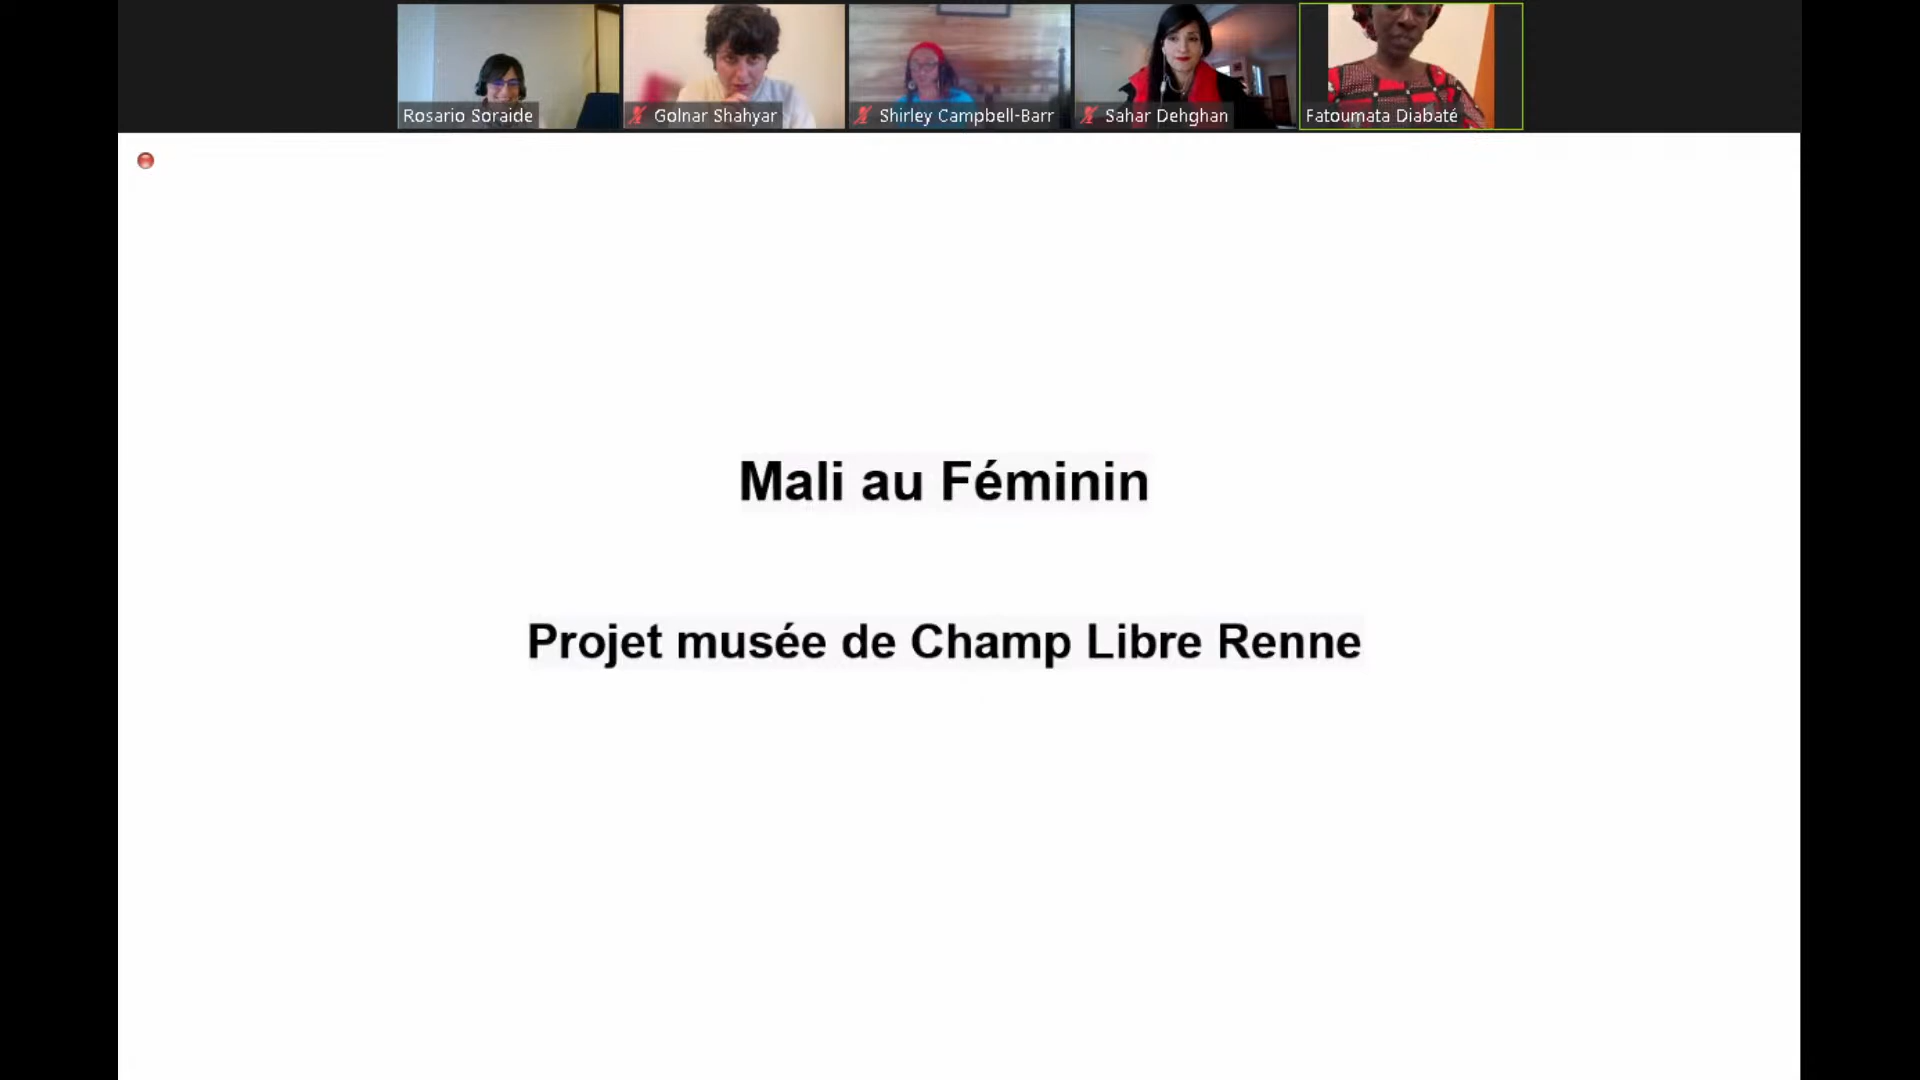 Rosario Soraide
Golnar Shahyar
Shirley Campbell-Barr
Sahar Dehghan
Fatoumata Diabaté
Mali au Féminin
Projet musée de Champ Libre Renne